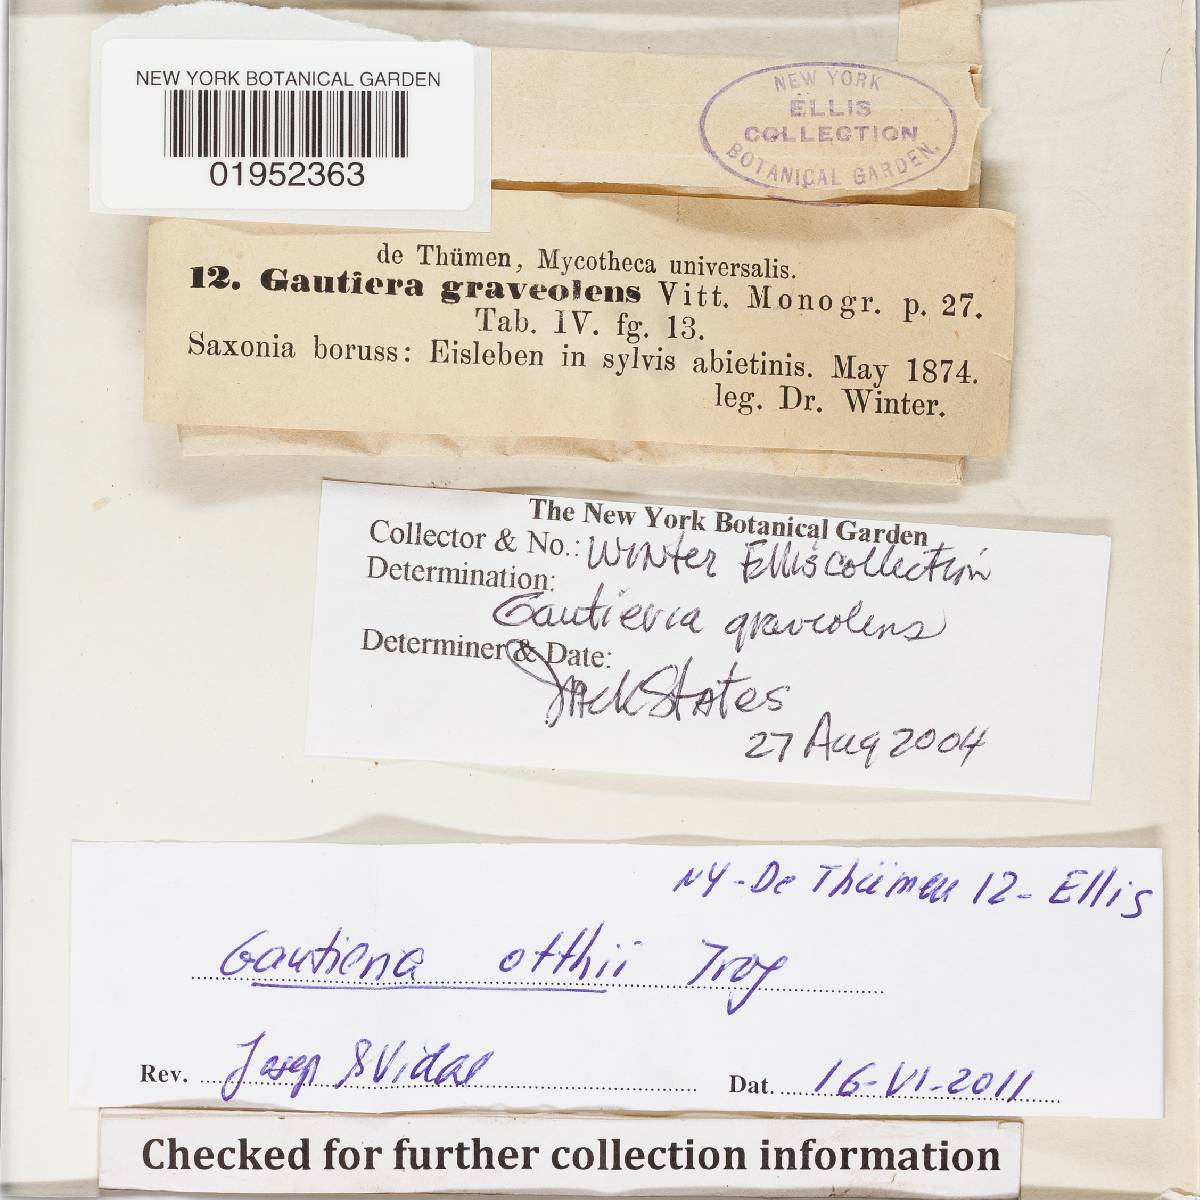 NEW YORK BOTANICAL GARDEN
01952363
NEW YORK
ELLIS
COLLECTION
BOTANICAL GARDEN.
de Thümen, Mycotheca universalis.
12. Gautiera graveolens Vitt. Monogr. p. 27.
Tab. IV. fg. 13.
Saxonia boruss: Eisleben in sylvis abietinis. May 1874.
leg. Dr. Winter.
The New York Botanical Garden
Collector & No.: Winter Ellis collection
Determination:
Gautieria graveolens
Determiner & Date:
Jack States
27 Aug 2004
NY - De Thümen 12 - Ellis
Gautieria otthii Trog
Rev. Josep Vidal
Dat. 16-VI-2011
Checked for further collection information